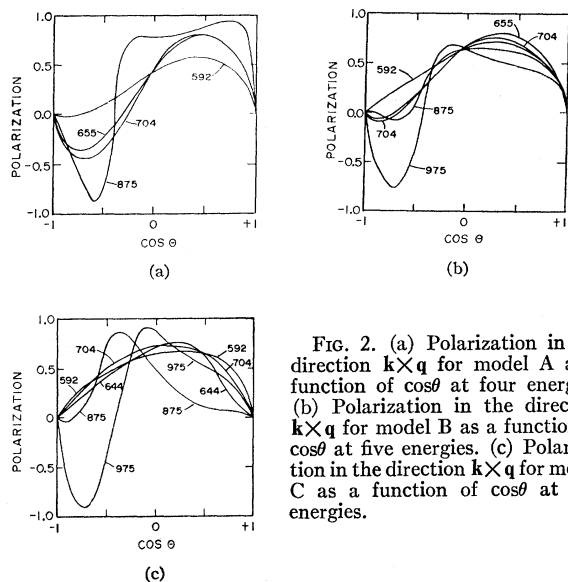 1.0
0.5
0.0
-0.5
-1.0
-1
0
+1
POLARIZATION
COS Θ
592
655
704
875
(a)
1.0
0.5
0.0
-0.5
-1.0
-1
0
+1
POLARIZATION
COS Θ
655
704
592
875
704
975
(b)
1.0
0.5
0
-0.5
-1.0
-1
0
+1
POLARIZATION
COS Θ
704
592
592
704
644
975
644
875
875
975
(c)
FIG. 2. (a) Polarization in
direction k×q for model A a
function of cosθ at four energ
(b) Polarization in the direc
k×q for model B as a function
cosθ at five energies. (c) Polar
tion in the direction k×q for mo
C as a function of cosθ at
energies.